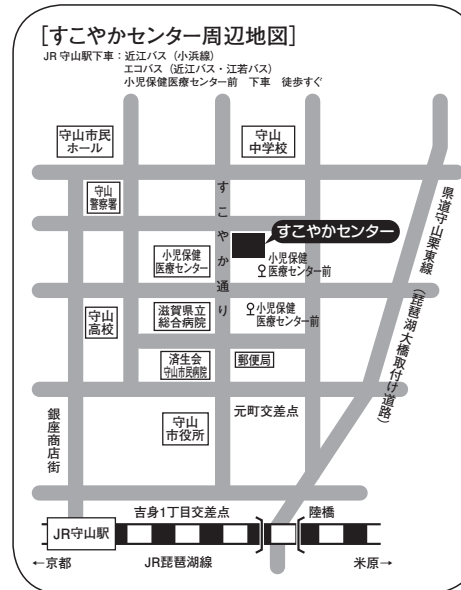 [すこやかセンター周辺地図]
JR 守山駅下車：近江バス（小浜線）
エコバス（近江バス・江若バス）
小児保健医療センター前　下車　徒歩すぐ
守山市民
ホール
守山
中学校
守山
警察署
すこやか通り
すこやかセンター
県道守山栗東線
（琵琶湖大橋取付け道路）
小児保健
医療センター
小児保健
医療センター前
守山
高校
滋賀県立
総合病院
小児保健
医療センター前
済生会
守山市民病院
郵便局
元町交差点
銀座商店街
守山
市役所
吉身1丁目交差点
陸橋
JR守山駅
←京都
JR琵琶湖線
米原→